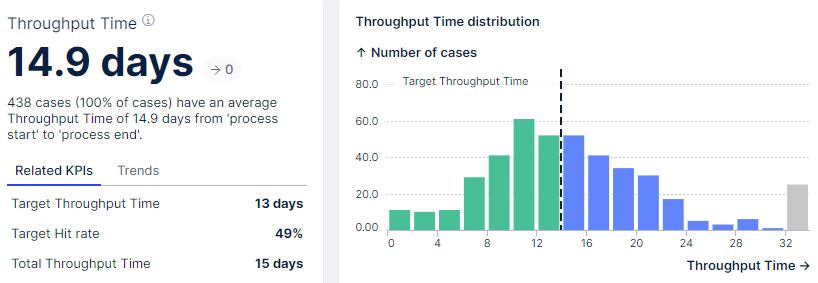 Throughput Time ⓘ
14.9 days → 0
438 cases (100% of cases) have an average
Throughput Time of 14.9 days from 'process
start' to 'process end'.
Related KPIs Trends
Target Throughput Time 13 days
Target Hit rate 49%
Total Throughput Time 15 days
Throughput Time distribution
↑ Number of cases
Target Throughput Time
80.0
60.0
40.0
20.0
0.00
0 4 8 12 16 20 24 28 32
Throughput Time →